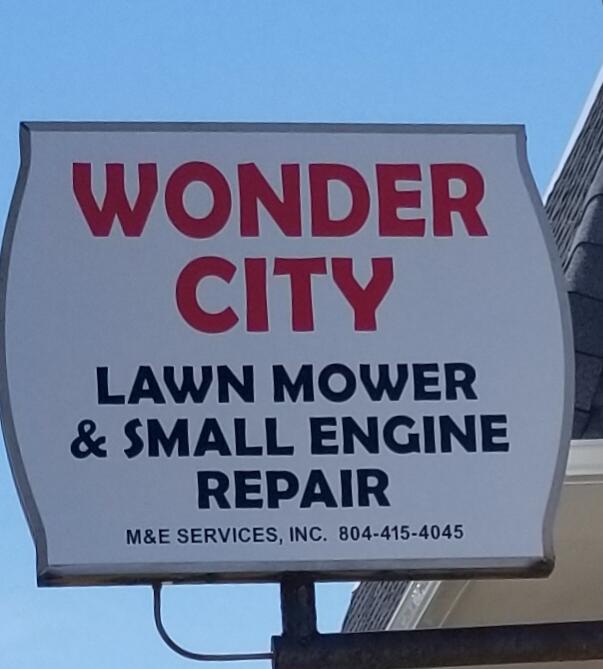 WONDER
CITY
LAWN MOWER
& SMALL ENGINE
REPAIR
M&E SERVICES, INC. 804-415-4045